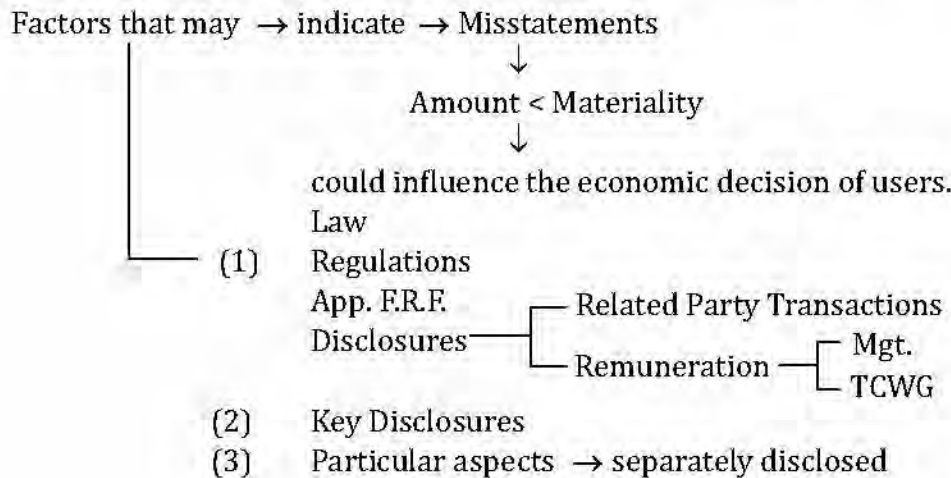 Factors that may → indicate → Misstatements
↓
Amount < Materiality
↓
could influence the economic decision of users.
Law
(1) Regulations
App. F.R.F.
Related Party Transactions
Disclosures
Mgt.
Remuneration
TCWG
(2) Key Disclosures
(3) Particular aspects → separately disclosed